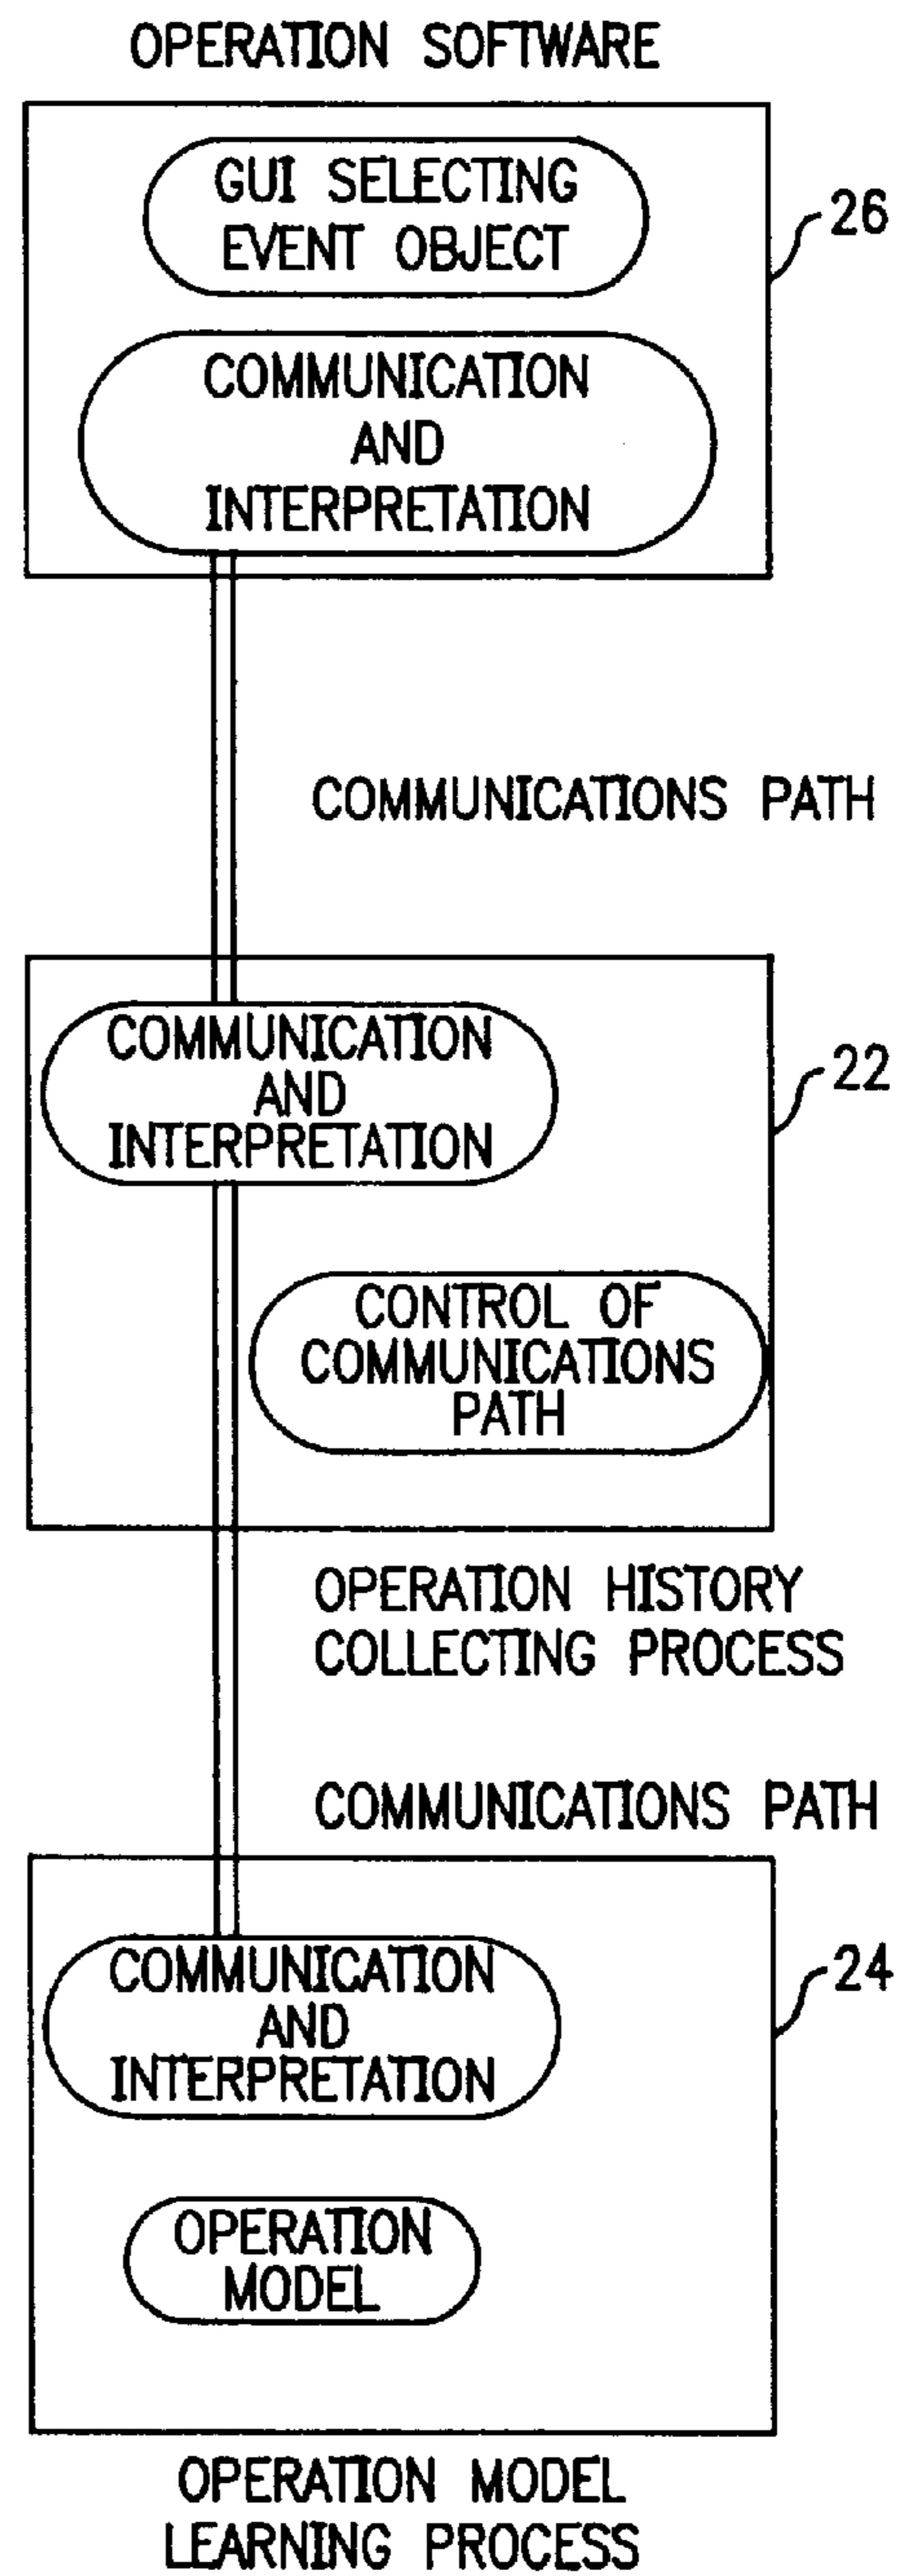 OPERATION SOFTWARE
GUI SELECTING
EVENT OBJECT
26
COMMUNICATION
AND
INTERPRETATION
COMMUNICATIONS PATH
COMMUNICATION
AND
INTERPRETATION
22
CONTROL OF
COMMUNICATIONS
PATH
OPERATION HISTORY
COLLECTING PROCESS
COMMUNICATIONS PATH
COMMUNICATION
AND
INTERPRETATION
24
OPERATION
MODEL
OPERATION MODEL
LEARNING PROCESS